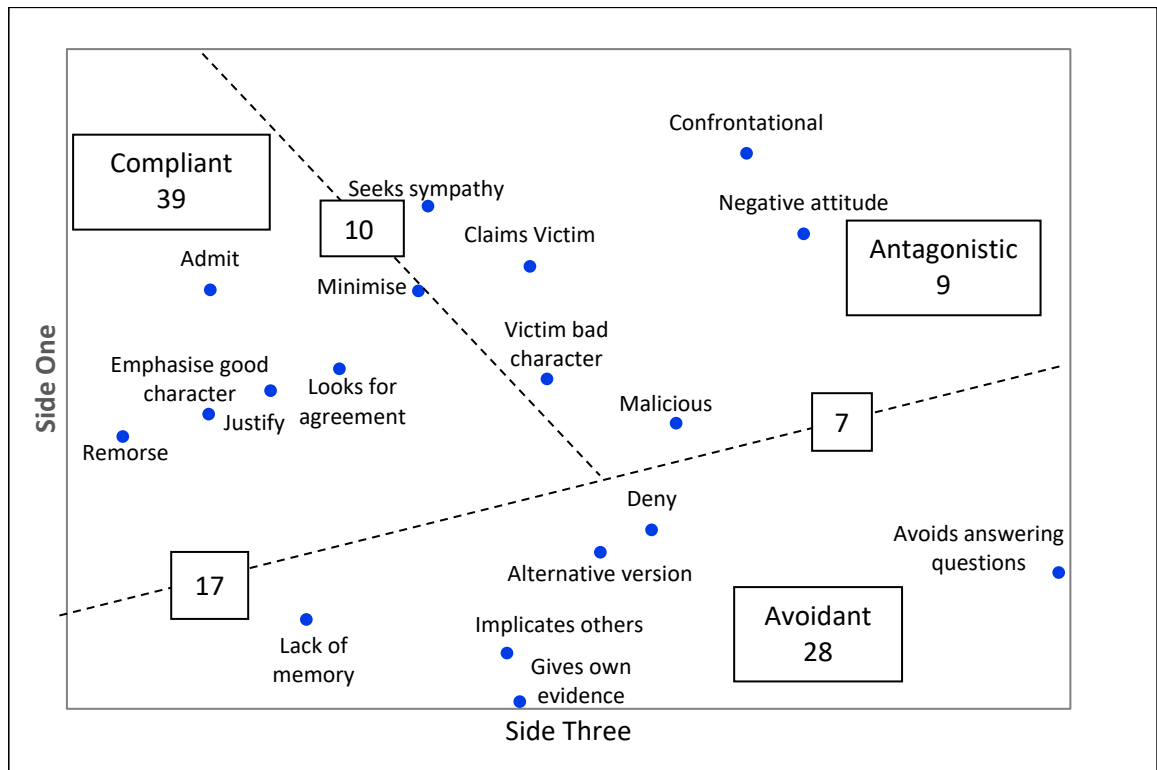 Confrontational
Compliant
39
Seeks sympathy
Negative attitude
10
Claims Victim
Antagonistic
9
Admit
Minimise
Victim bad
character
Side One
Emphasise good
character
Looks for
agreement
Justify
Malicious
7
Remorse
Deny
Avoids answering
questions
Alternative version
17
Avoidant
28
Implicates others
Lack of
memory
Gives own
evidence
Side Three